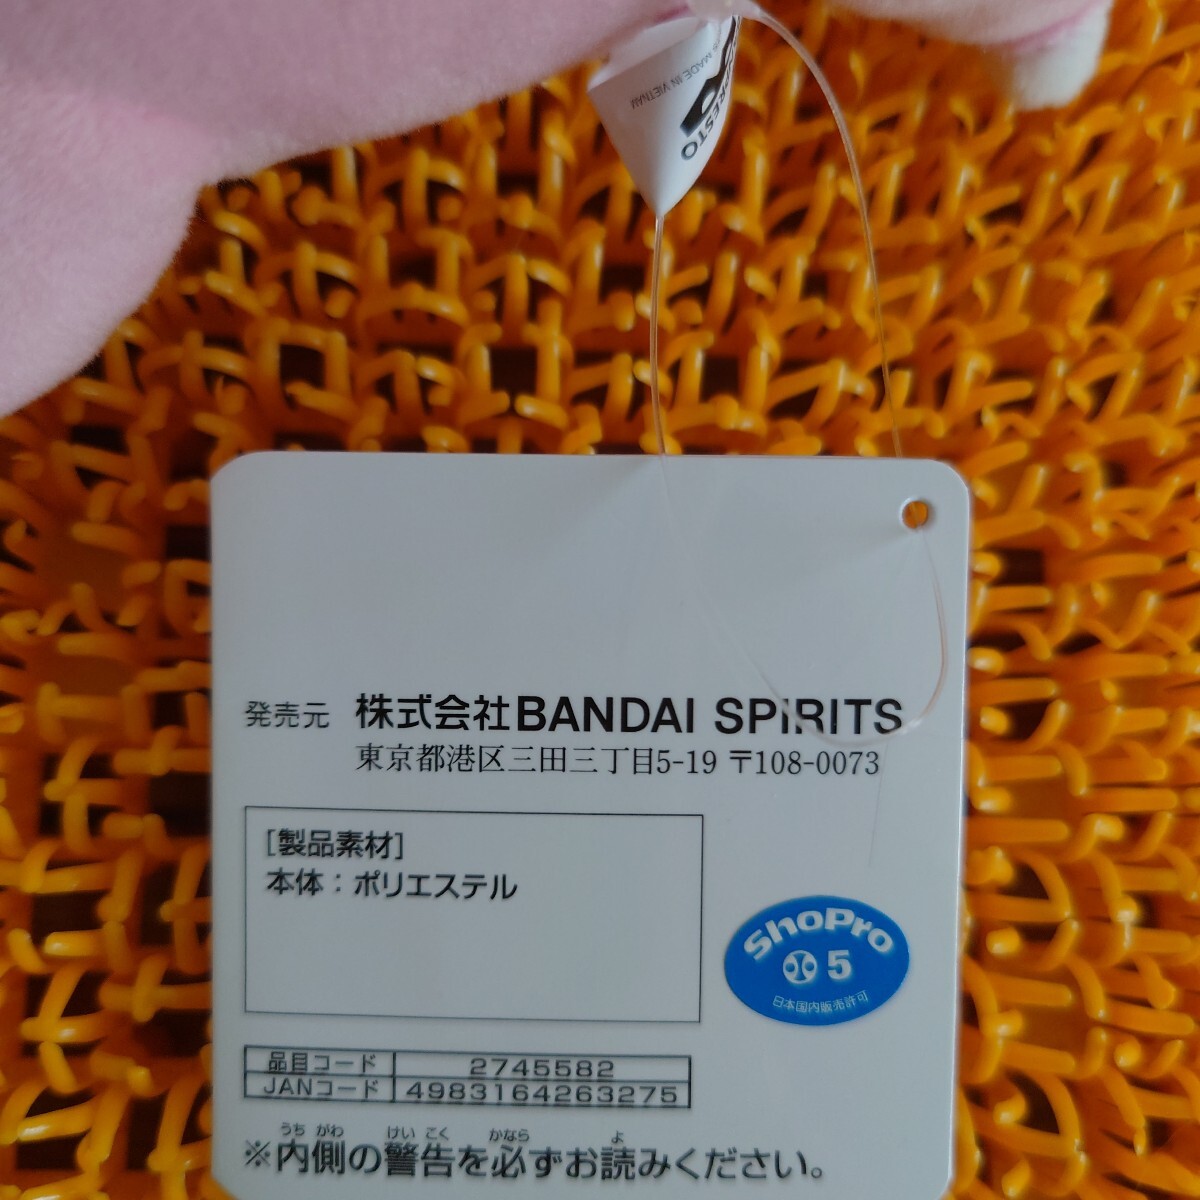 MADE IN VIETNAM
発売元 株式会社BANDAI SPIRITS
東京都港区三田三丁目5-19 〒108-0073
[製品素材]
本体：ポリエステル
ShoPro
5
日本国内販売許可
品目コード 2745582
JANコード 4983164263275
うち がわ けい こく かなら よ
※内側の警告を必ずお読みください。